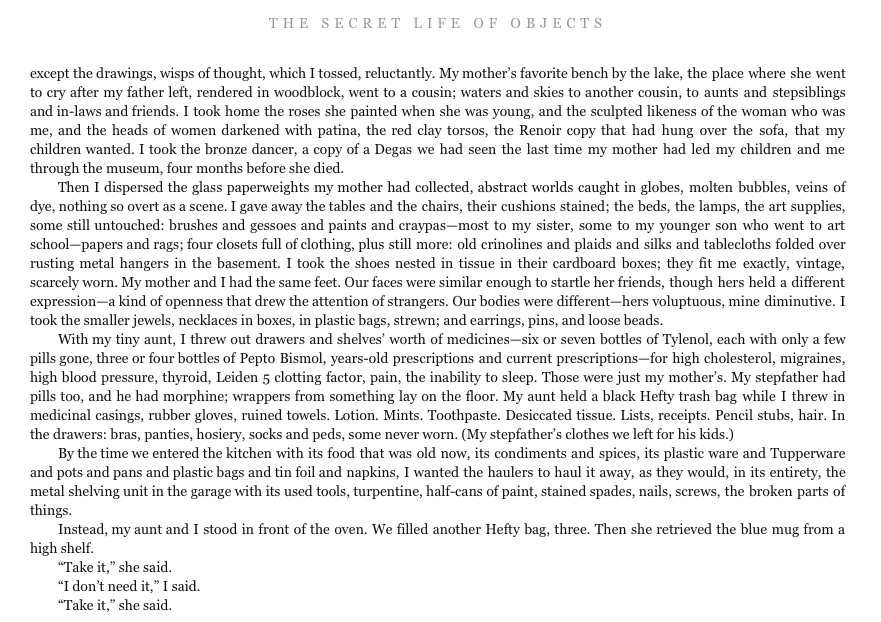 THE SECRET LIFE OF OBJECTS
except the drawings, wisps of thought, which I tossed, reluctantly. My mother’s favorite bench by the lake, the place where she went
to cry after my father left, rendered in woodblock, went to a cousin; waters and skies to another cousin, to aunts and stepsiblings
and in-laws and friends. I took home the roses she painted when she was young, and the sculpted likeness of the woman who was
me, and the heads of women darkened with patina, the red clay torsos, the Renoir copy that had hung over the sofa, that my
children wanted. I took the bronze dancer, a copy of a Degas we had seen the last time my mother had led my children and me
through the museum, four months before she died.
Then I dispersed the glass paperweights my mother had collected, abstract worlds caught in globes, molten bubbles, veins of
dye, nothing so overt as a scene. I gave away the tables and the chairs, their cushions stained; the beds, the lamps, the art supplies,
some still untouched: brushes and gessoes and paints and craypas—most to my sister, some to my younger son who went to art
school—papers and rags; four closets full of clothing, plus still more: old crinolines and plaids and silks and tablecloths folded over
rusting metal hangers in the basement. I took the shoes nested in tissue in their cardboard boxes; they fit me exactly, vintage,
scarcely worn. My mother and I had the same feet. Our faces were similar enough to startle her friends, though hers held a different
expression—a kind of openness that drew the attention of strangers. Our bodies were different—hers voluptuous, mine diminutive. I
took the smaller jewels, necklaces in boxes, in plastic bags, strewn; and earrings, pins, and loose beads.
With my tiny aunt, I threw out drawers and shelves’ worth of medicines—six or seven bottles of Tylenol, each with only a few
pills gone, three or four bottles of Pepto Bismol, years-old prescriptions and current prescriptions—for high cholesterol, migraines,
high blood pressure, thyroid, Leiden 5 clotting factor, pain, the inability to sleep. Those were just my mother’s. My stepfather had
pills too, and he had morphine; wrappers from something lay on the floor. My aunt held a black Hefty trash bag while I threw in
medicinal casings, rubber gloves, ruined towels. Lotion. Mints. Toothpaste. Desiccated tissue. Lists, receipts. Pencil stubs, hair. In
the drawers: bras, panties, hosiery, socks and peds, some never worn. (My stepfather’s clothes we left for his kids.)
By the time we entered the kitchen with its food that was old now, its condiments and spices, its plastic ware and Tupperware
and pots and pans and plastic bags and tin foil and napkins, I wanted the haulers to haul it away, as they would, in its entirety, the
metal shelving unit in the garage with its used tools, turpentine, half-cans of paint, stained spades, nails, screws, the broken parts of
things.
Instead, my aunt and I stood in front of the oven. We filled another Hefty bag, three. Then she retrieved the blue mug from a
high shelf.
“Take it,” she said.
“I don’t need it,” I said.
“Take it,” she said.